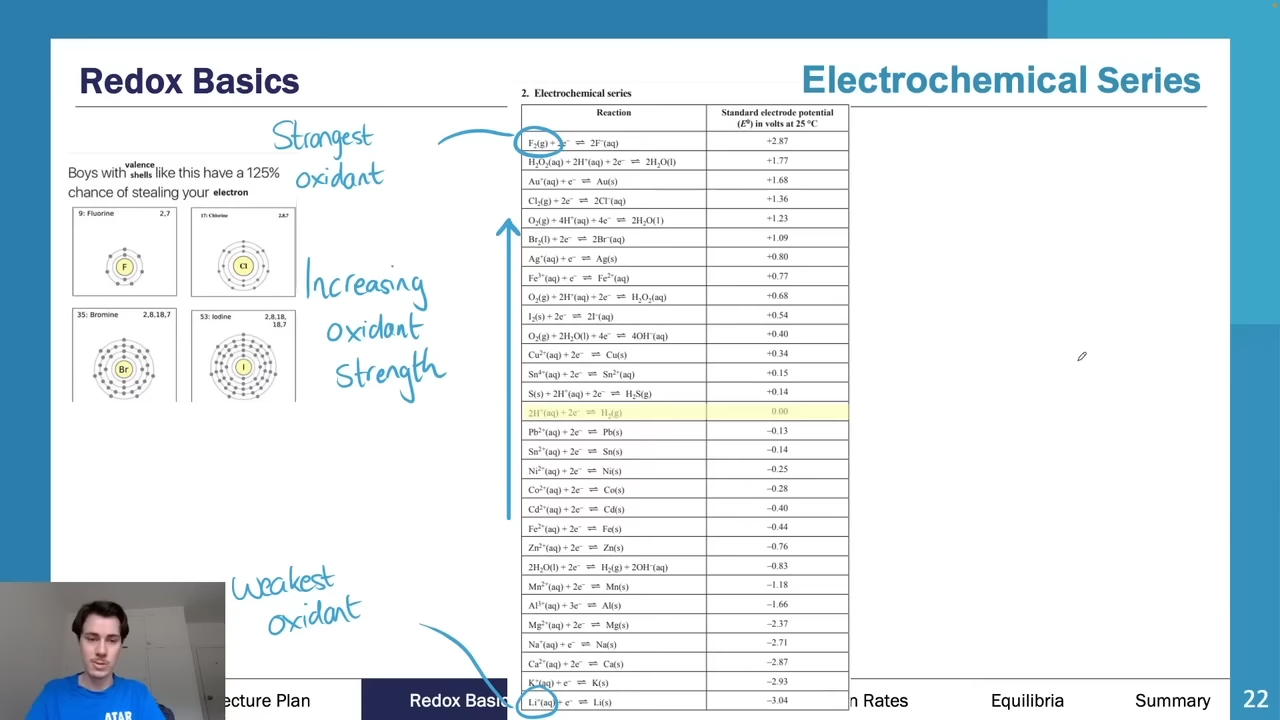 Redox Basics
Electrochemical Series
Strongest
oxidant
Boys with valence shells like this have a 125%
chance of stealing your electron
9: Fluorine 2,7
F
17: Chlorine 2,8,7
Cl
35: Bromine 2,8,18,7
Br
53: Iodine 2,8,18,
18,7
I
Increasing
oxidant
Strength
Weakest
oxidant
2. Electrochemical series
Reaction Standard electrode potential
(E⁰) in volts at 25 °C
F₂(g) + 2e⁻ ⇌ 2F⁻(aq) +2.87
H₂O₂(aq) + 2H⁺(aq) + 2e⁻ ⇌ 2H₂O(l) +1.77
Au⁺(aq) + e⁻ ⇌ Au(s) +1.68
Cl₂(g) + 2e⁻ ⇌ 2Cl⁻(aq) +1.36
O₂(g) + 4H⁺(aq) + 4e⁻ ⇌ 2H₂O(l) +1.23
Br₂(l) + 2e⁻ ⇌ 2Br⁻(aq) +1.09
Ag⁺(aq) + e⁻ ⇌ Ag(s) +0.80
Fe³⁺(aq) + e⁻ ⇌ Fe²⁺(aq) +0.77
O₂(g) + 2H⁺(aq) + 2e⁻ ⇌ H₂O₂(aq) +0.68
I₂(s) + 2e⁻ ⇌ 2I⁻(aq) +0.54
O₂(g) + 2H₂O(l) + 4e⁻ ⇌ 4OH⁻(aq) +0.40
Cu²⁺(aq) + 2e⁻ ⇌ Cu(s) +0.34
Sn⁴⁺(aq) + 2e⁻ ⇌ Sn²⁺(aq) +0.15
S(s) + 2H⁺(aq) + 2e⁻ ⇌ H₂S(g) +0.14
2H⁺(aq) + 2e⁻ ⇌ H₂(g) 0.00
Pb²⁺(aq) + 2e⁻ ⇌ Pb(s) −0.13
Sn²⁺(aq) + 2e⁻ ⇌ Sn(s) −0.14
Ni²⁺(aq) + 2e⁻ ⇌ Ni(s) −0.25
Co²⁺(aq) + 2e⁻ ⇌ Co(s) −0.28
Cd²⁺(aq) + 2e⁻ ⇌ Cd(s) −0.40
Fe²⁺(aq) + 2e⁻ ⇌ Fe(s) −0.44
Zn²⁺(aq) + 2e⁻ ⇌ Zn(s) −0.76
2H₂O(l) + 2e⁻ ⇌ H₂(g) + 2OH⁻(aq) −0.83
Mn²⁺(aq) + 2e⁻ ⇌ Mn(s) −1.18
Al³⁺(aq) + 3e⁻ ⇌ Al(s) −1.66
Mg²⁺(aq) + 2e⁻ ⇌ Mg(s) −2.37
Na⁺(aq) + e⁻ ⇌ Na(s) −2.71
Ca²⁺(aq) + 2e⁻ ⇌ Ca(s) −2.87
K⁺(aq) + e⁻ ⇌ K(s) −2.93
Li⁺(aq) + e⁻ ⇌ Li(s) −3.04
ATAR
ecture Plan Redox Basic n Rates Equilibria Summary 22